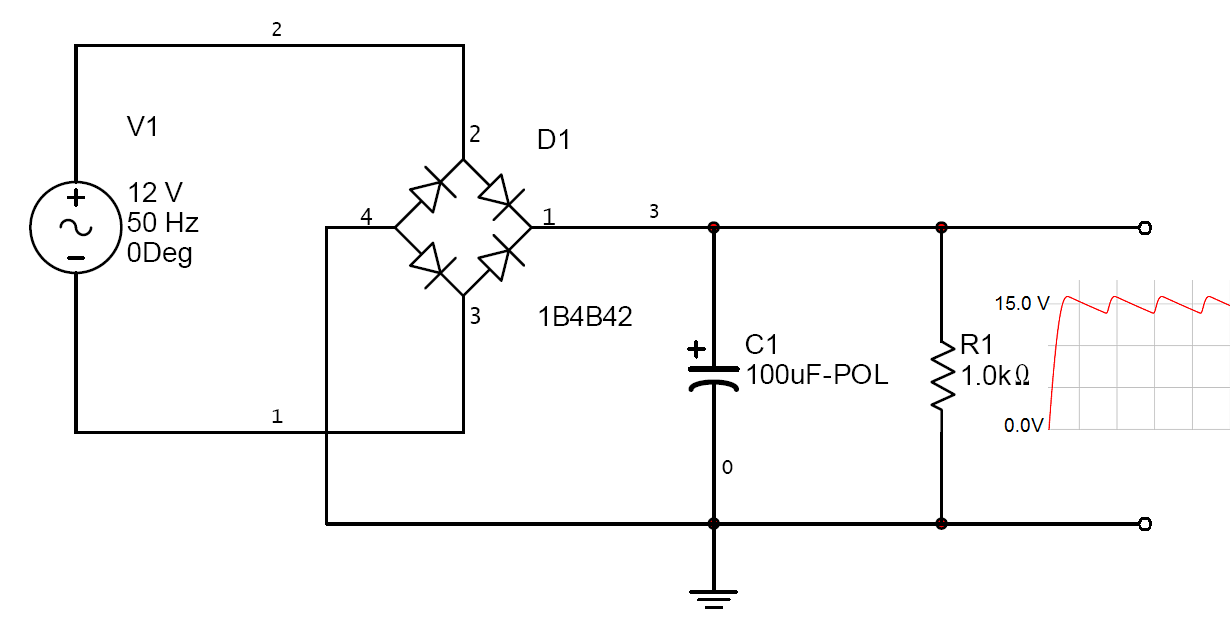 2
V1
2
D1
12 V
50 Hz
0Deg
4
1
3
15.0 V
3
1B4B42
+
C1
100uF-POL
R1
1.0kΩ
1
0.0V
0